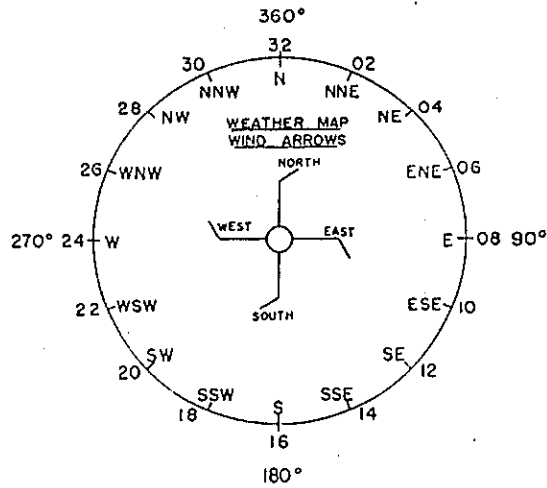 360°
32
30 02
NNW N NNE
28 04
NW NE
WEATHER MAP
WIND ARROWS
NORTH
26 WNW ENE 06
WEST EAST
270° 24 W E 08 90°
22 WSW ESE 10
SOUTH
20 SW SE 12
18 SSW S SSE 14
16
180°